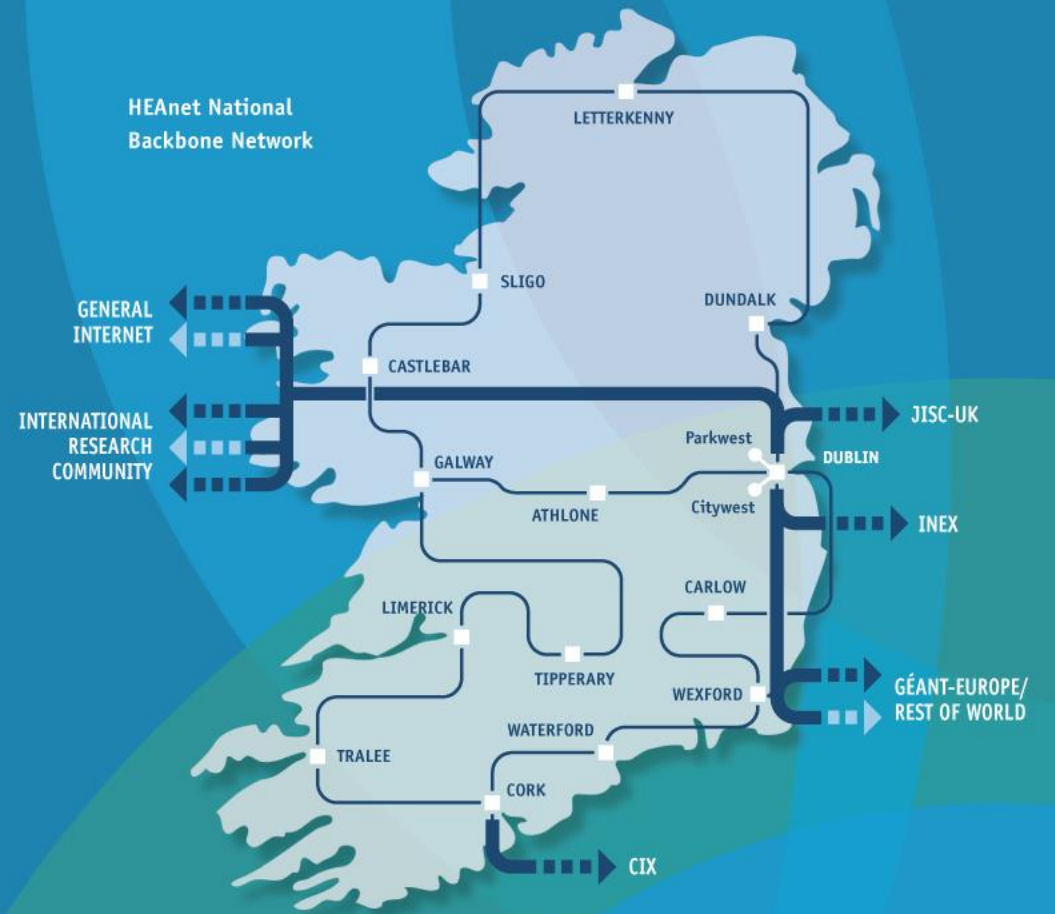 HEAnet National
Backbone Network
LETTERKENNY
SLIGO
DUNDALK
GENERAL
INTERNET
CASTLEBAR
INTERNATIONAL
RESEARCH
COMMUNITY
JISC-UK
Parkwest
DUBLIN
GALWAY
Citywest
ATHLONE
INEX
CARLOW
LIMERICK
TIPPERARY
WEXFORD
GÉANT-EUROPE/
REST OF WORLD
WATERFORD
TRALEE
CORK
CIX